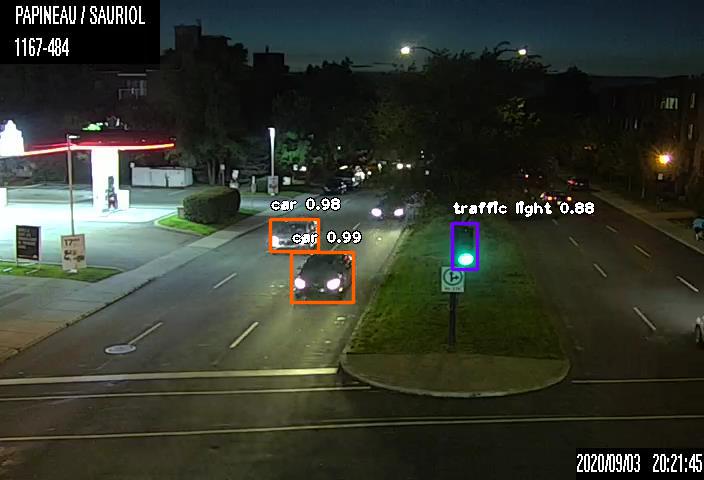 PAPINEAU / SAURIOL
1167-484
car 0.98
traffic light 0.88
car 0.99
2020/09/03 20:21:45